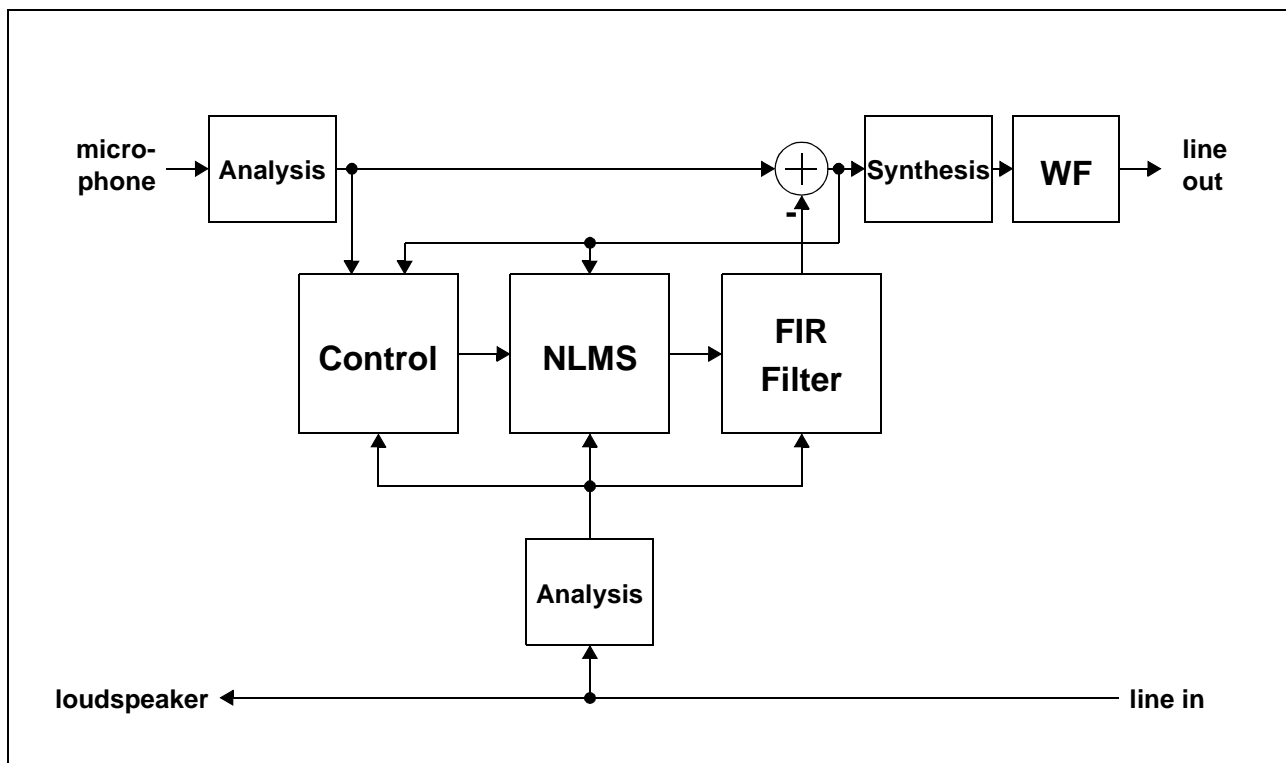 micro-
phone
Analysis
+
-
Synthesis
WF
line
out
Control
NLMS
FIR
Filter
Analysis
loudspeaker
line in